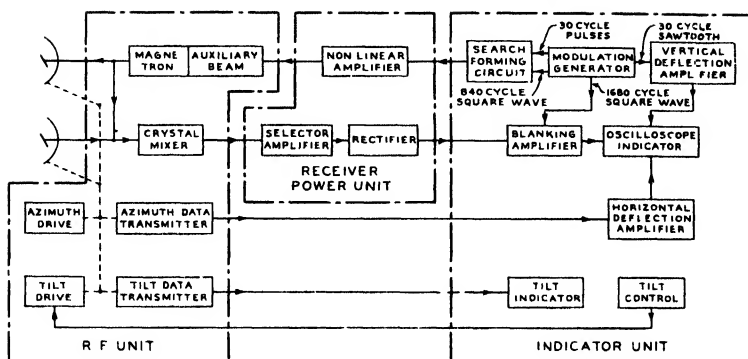 MAGNE
TRON
AUXILIARY
BEAM
NON LINEAR
AMPLIFIER
SEARCH
FORMING
CIRCUIT
30 CYCLE
PULSES
MODULATION
GENERATOR
30 CYCLE
SAWTOOTH
VERTICAL
DEFLECTION
AMPLFIER
840 CYCLE
SQUARE WAVE
1680 CYCLE
SQUARE WAVE
CRYSTAL
MIXER
SELECTOR
AMPLIFIER
RECTIFIER
BLANKING
AMPLIFIER
OSCILLOSCOPE
INDICATOR
RECEIVER
POWER UNIT
AZIMUTH
DRIVE
AZIMUTH DATA
TRANSMITTER
HORIZONTAL
DEFLECTION
AMPLIFIER
TILT
DRIVE
TILT DATA
TRANSMITTER
TILT
INDICATOR
TILT
CONTROL
R F UNIT
INDICATOR UNIT